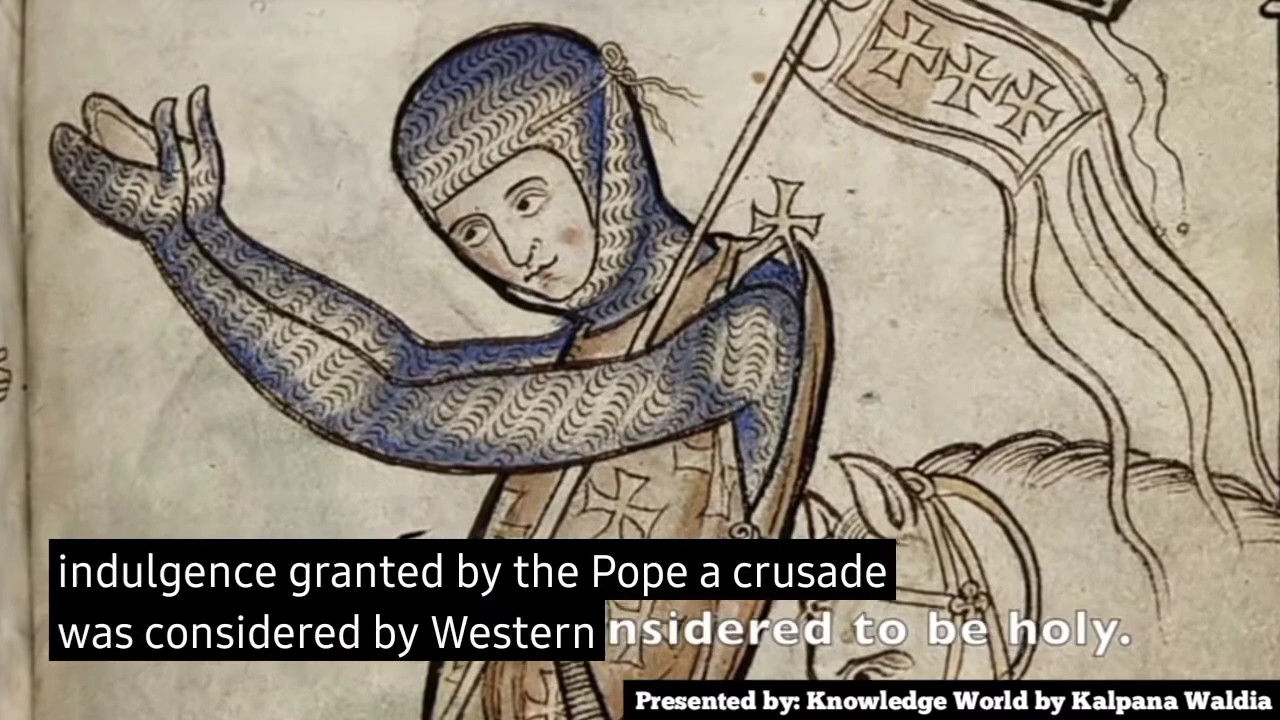 indulgence granted by the Pope a crusade
was considered by Western
nsidered to be holy.
Presented by: Knowledge World by Kalpana Waldia